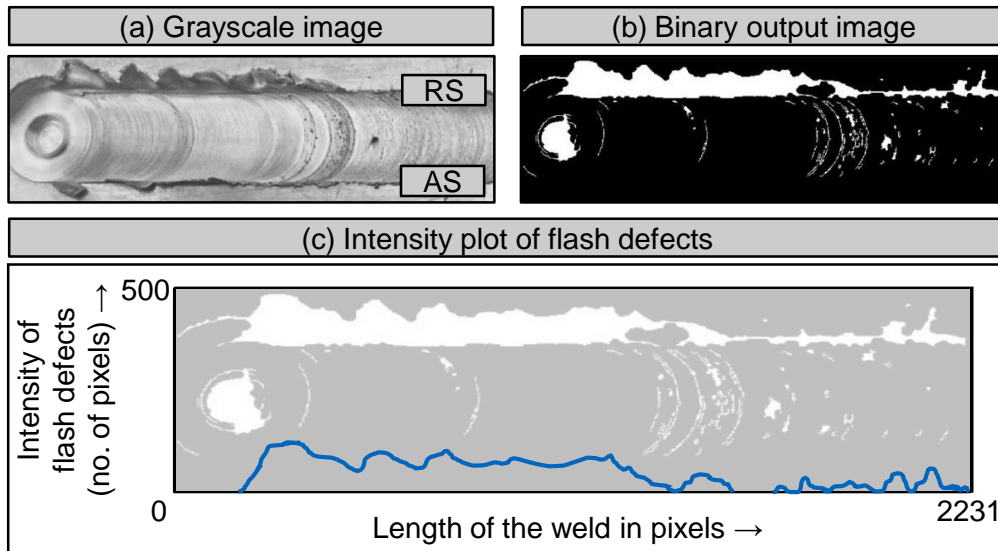 (a) Grayscale image
(b) Binary output image
RS
AS
(c) Intensity plot of flash defects
500
Intensity of
flash defects
(no. of pixels) →
0
2231
Length of the weld in pixels →